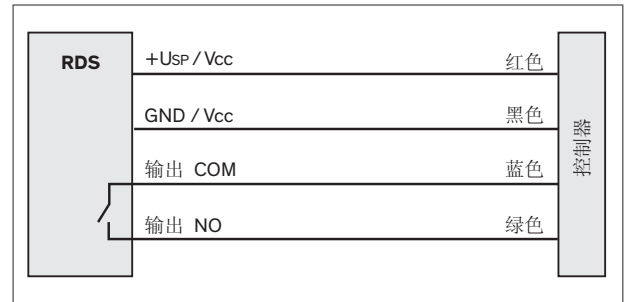 RDS
+USP / Vcc 红色
GND / Vcc 黑色
输出 COM 蓝色
输出 NO 绿色
控制器